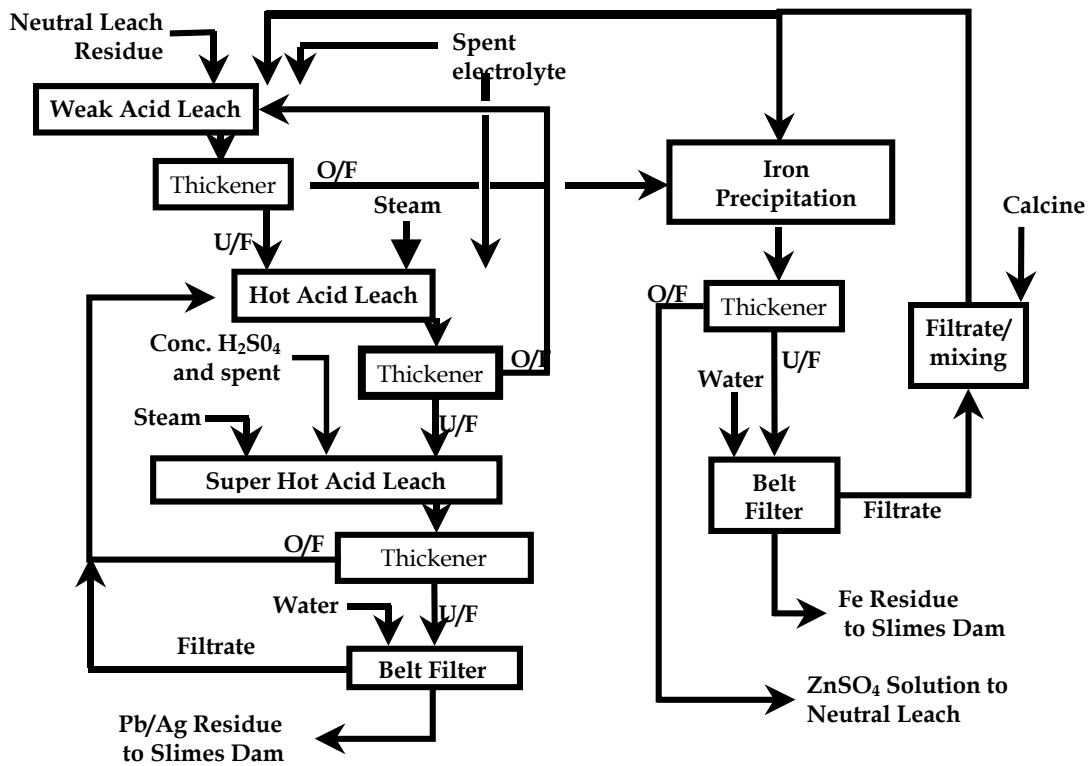 Neutral Leach
Residue
Spent
electrolyte
Weak Acid Leach
Thickener
O/F
Iron
Precipitation
Steam
Calcine
U/F
Hot Acid Leach
O/F
Thickener
Filtrate/
mixing
Conc. H₂S0₄
and spent
Thickener
O/F
U/F
Water
Steam
U/F
Super Hot Acid Leach
Belt
Filter
Filtrate
O/F
Thickener
Water
U/F
Fe Residue
to Slimes Dam
Filtrate
Belt Filter
ZnSO₄ Solution to
Neutral Leach
Pb/Ag Residue
to Slimes Dam